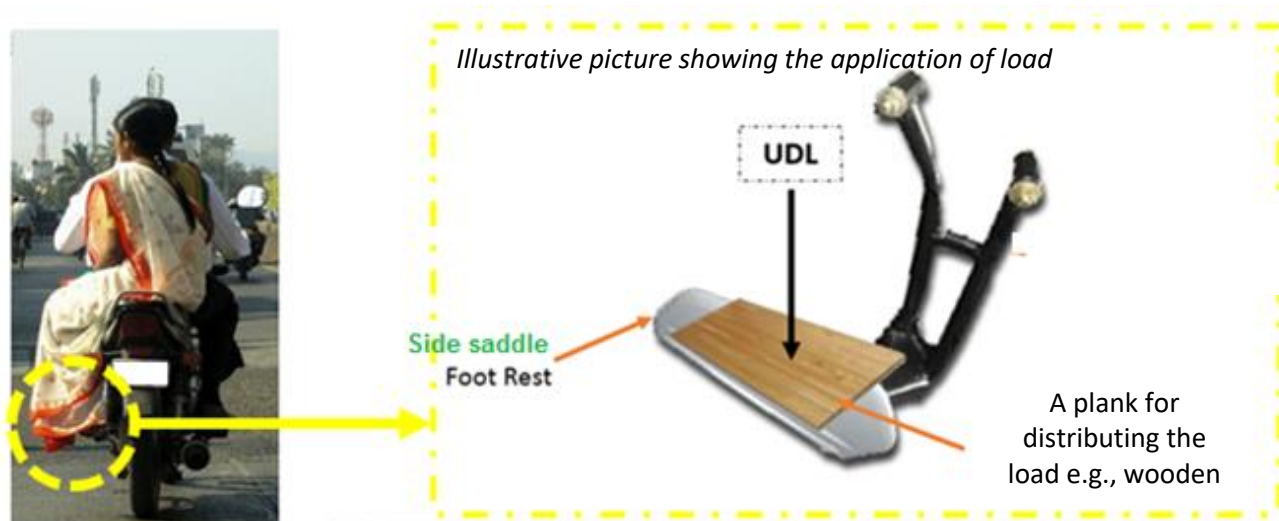 Illustrative picture showing the application of load
UDL
Side saddle
Foot Rest
A plank for
distributing the
load e.g., wooden